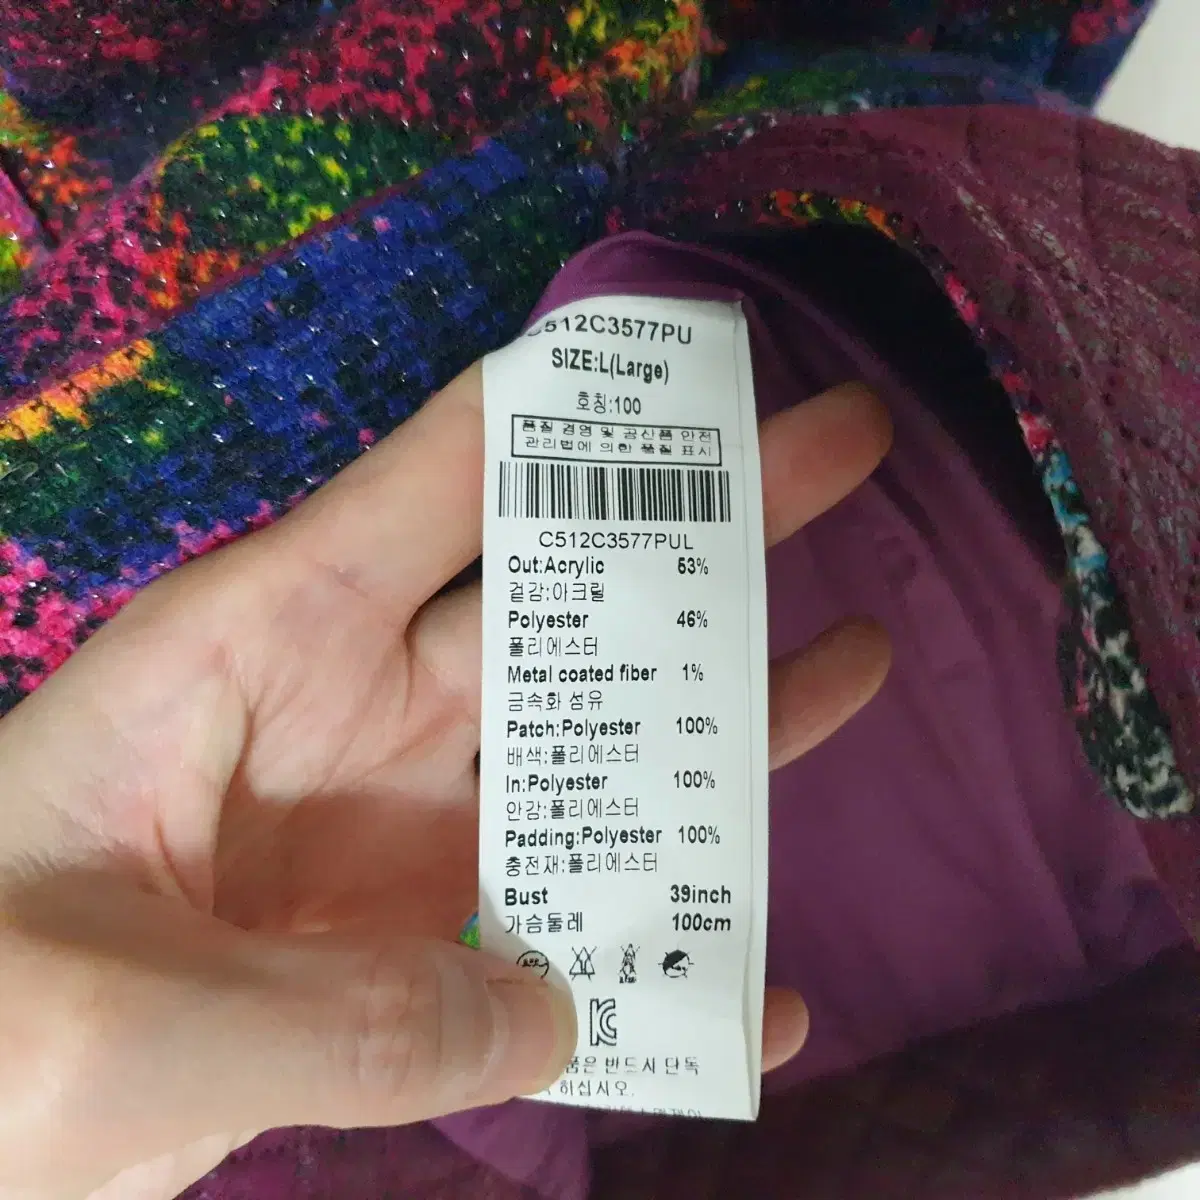 C512C3577PU
SIZE:L(Large)
호칭:100
품질 경영 및 공산품 안전
관리법에 의한 품질 표시
C512C3577PUL
Out:Acrylic 53%
겉감:아크릴
Polyester 46%
폴리에스터
Metal coated fiber 1%
금속화 섬유
Patch:Polyester 100%
배색:폴리에스터
In:Polyester 100%
안감:폴리에스터
Padding:Polyester 100%
충전재:폴리에스터
Bust 39inch
가슴둘레 100cm
품은 반드시 단독
하십시오.